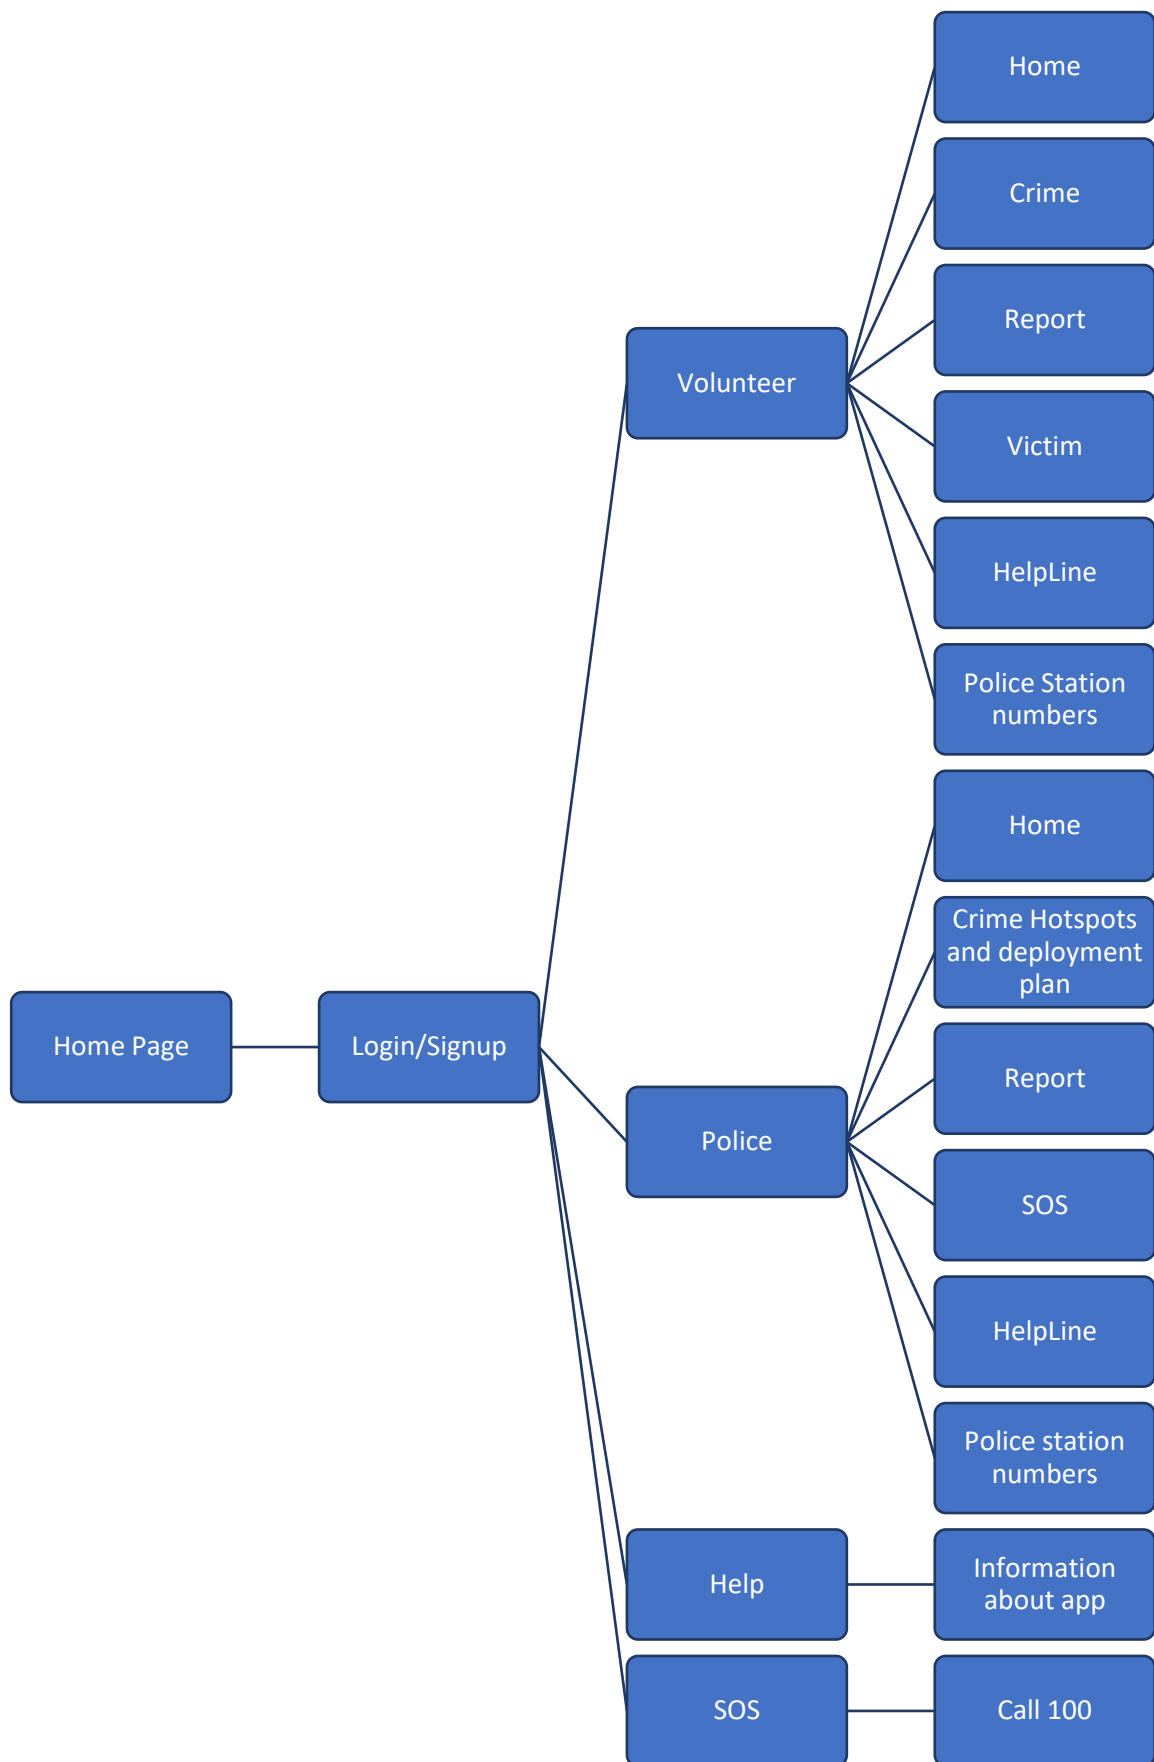 Home Page
Login/Signup
Volunteer
Home
Crime
Report
Victim
HelpLine
Police Station
numbers
Police
Home
Crime Hotspots
and deployment
plan
Report
SOS
HelpLine
Police station
numbers
Help
Information
about app
SOS
Call 100